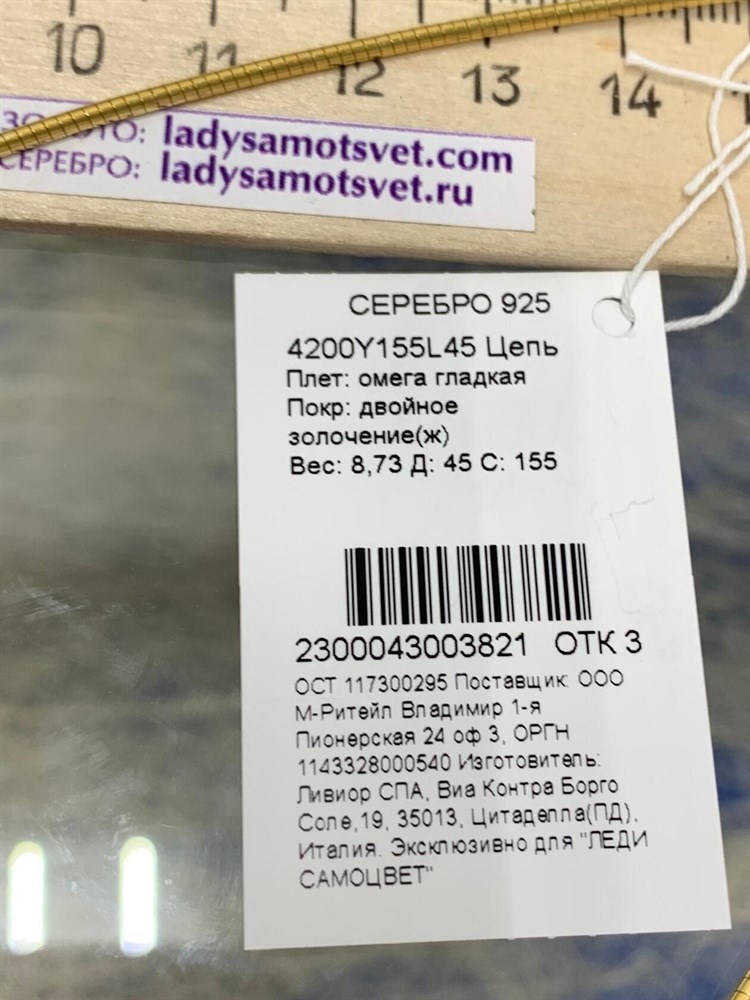 10 11 12 13 14
ЗОЛОТО: ladysamotsvet.com
СЕРЕБРО: ladysamotsvet.ru
СЕРЕБРО 925
4200Y155L45 Цепь
Плет: омега гладкая
Покр: двойное
золочение(ж)
Вес: 8,73 Д: 45 С: 155
2300043003821 ОТК 3
ОСТ 117300295 Поставщик: ООО
М-Ритейл Владимир 1-я
Пионерская 24 оф 3, ОРГН
1143328000540 Изготовитель:
Ливиор СПА, Виа Контра Борго
Соле,19, 35013, Цитаделла(ПД),
Италия. Эксклюзивно для "ЛЕДИ
САМОЦВЕТ"